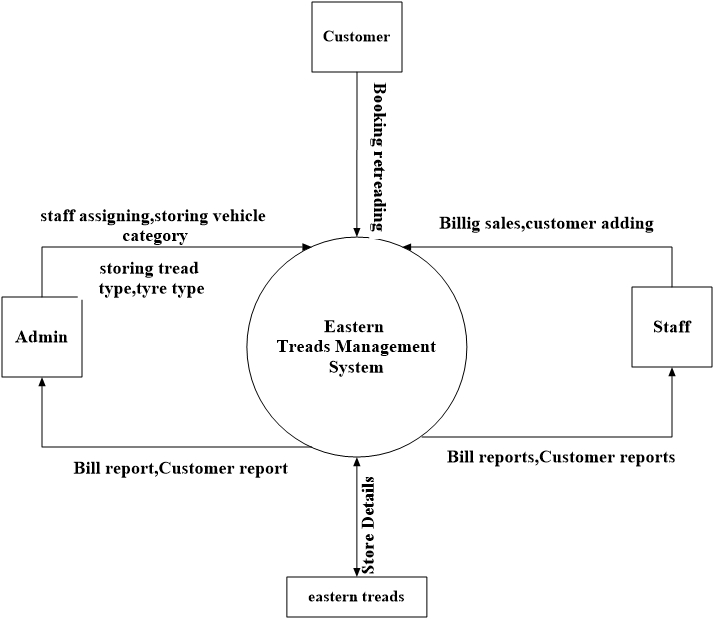 Customer
Booking retreading
staff assigning,storing vehicle
category
storing tread
type,tyre type
Billig sales,customer adding
Admin
Eastern
Treads Management
System
Staff
Bill report,Customer report
Bill reports,Customer reports
Store Details
eastern treads